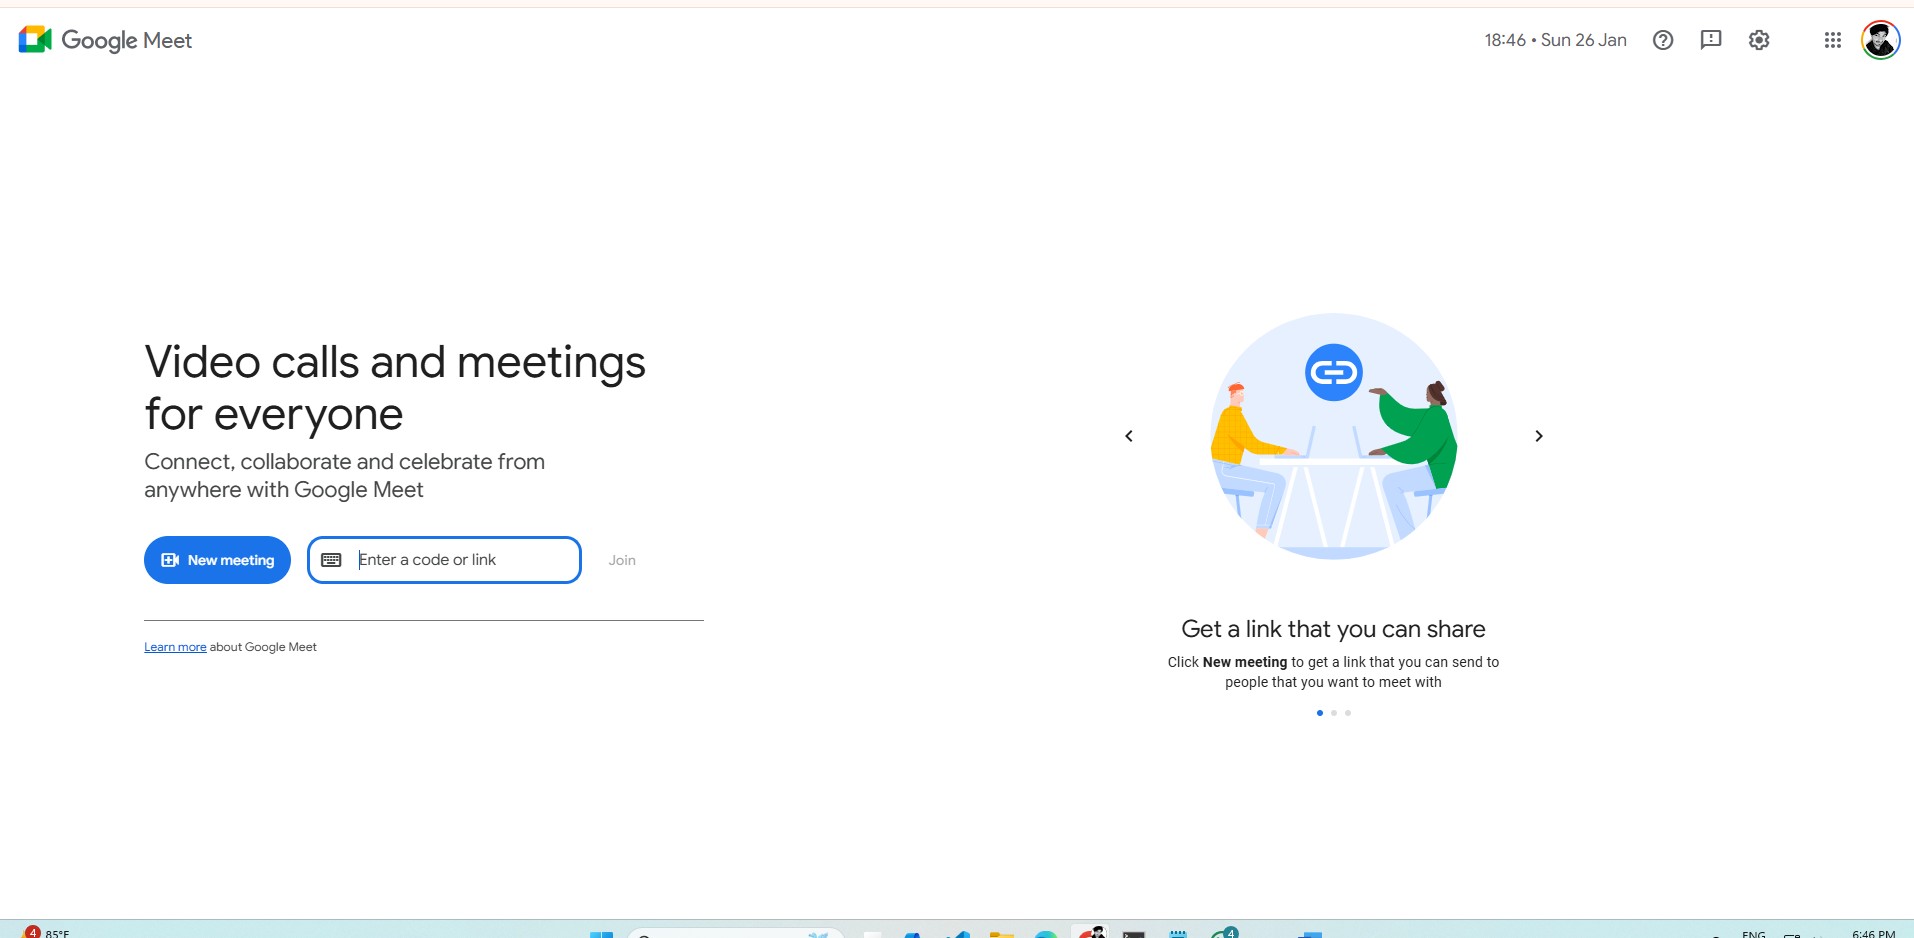 Google Meet
18:46 • Sun 26 Jan
Video calls and meetings
for everyone
Connect, collaborate and celebrate from
anywhere with Google Meet
New meeting
Enter a code or link
Join
Learn more about Google Meet
Get a link that you can share
Click New meeting to get a link that you can send to
people that you want to meet with
4
85°F
4
ENG
6:46 PM